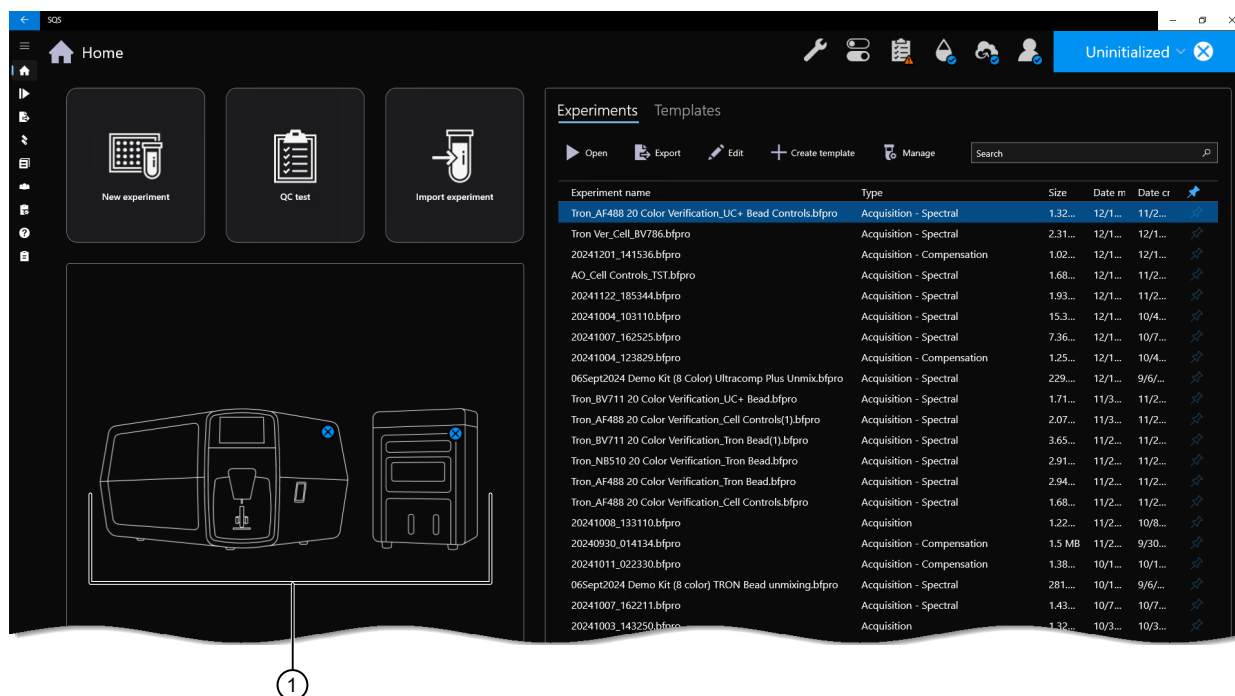 SQS
Home
Uninitialized
New experiment
QC test
Import experiment
Experiments Templates
Open Export Edit Create template Manage Search
Experiment name Type Size Date m Date cr
Tron_AF488 20 Color Verification_UC+ Bead Controls.bfpro Acquisition - Spectral 1.32... 12/1... 11/2...
Tron Ver_Cell_BV786.bfpro Acquisition - Spectral 2.31... 12/1... 12/1...
20241201_141536.bfpro Acquisition - Compensation 1.02... 12/1... 12/1...
AO_Cell Controls_TST.bfpro Acquisition - Spectral 1.68... 12/1... 11/2...
20241122_185344.bfpro Acquisition - Spectral 1.93... 12/1... 11/2...
20241004_103110.bfpro Acquisition - Spectral 15.3... 12/1... 10/4...
20241007_162525.bfpro Acquisition - Spectral 7.36... 12/1... 10/7...
20241004_123829.bfpro Acquisition - Compensation 1.25... 12/1... 10/4...
06Sept2024 Demo Kit (8 Color) Ultracomp Plus Unmix.bfpro Acquisition - Spectral 229.... 12/1... 9/6/...
Tron_BV711 20 Color Verification_UC+ Bead.bfpro Acquisition - Spectral 1.71... 11/3... 11/2...
Tron_AF488 20 Color Verification_Cell Controls(1).bfpro Acquisition - Spectral 2.07... 11/3... 11/2...
Tron_BV711 20 Color Verification_Tron Bead(1).bfpro Acquisition - Spectral 3.65... 11/2... 11/2...
Tron_NB510 20 Color Verification_Tron Bead.bfpro Acquisition - Spectral 2.91... 11/2... 11/2...
Tron_AF488 20 Color Verification_Tron Bead.bfpro Acquisition - Spectral 2.94... 11/2... 11/2...
Tron_AF488 20 Color Verification_Cell Controls.bfpro Acquisition - Spectral 1.68... 11/2... 11/2...
20241008_133110.bfpro Acquisition 1.22... 11/2... 10/8...
20240930_014134.bfpro Acquisition - Compensation 1.5 MB 11/2... 9/30...
20241011_022330.bfpro Acquisition - Compensation 1.38... 10/1... 10/1...
06Sept2024 Demo Kit (8 color) TRON Bead unmixing.bfpro Acquisition - Spectral 281.... 10/1... 9/6/...
20241007_162211.bfpro Acquisition - Spectral 1.43... 10/7... 10/7...
20241003_143250.bfpro Acquisition 1.32... 10/3... 10/3...
1